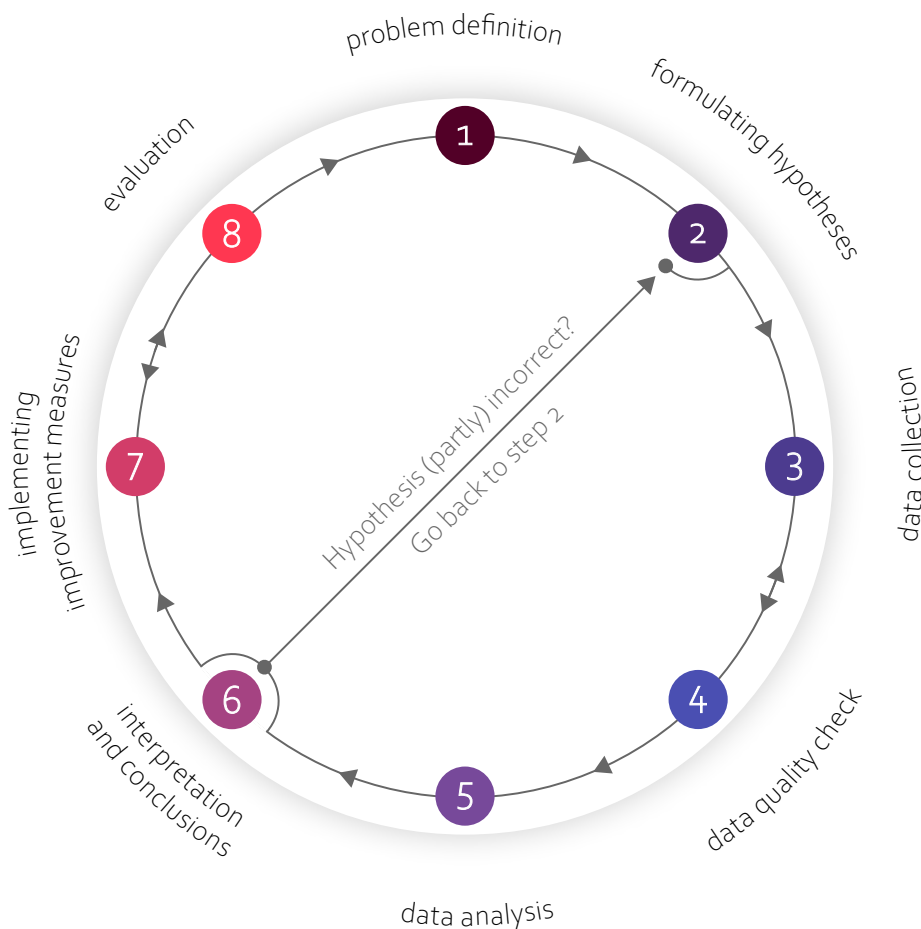 problem definition
formulating hypotheses
data collection
data quality check
data analysis
interpretation
and conclusions
implementing
improvement measures
evaluation
1
2
3
4
5
6
7
8
Hypothesis (partly) incorrect?
Go back to step 2